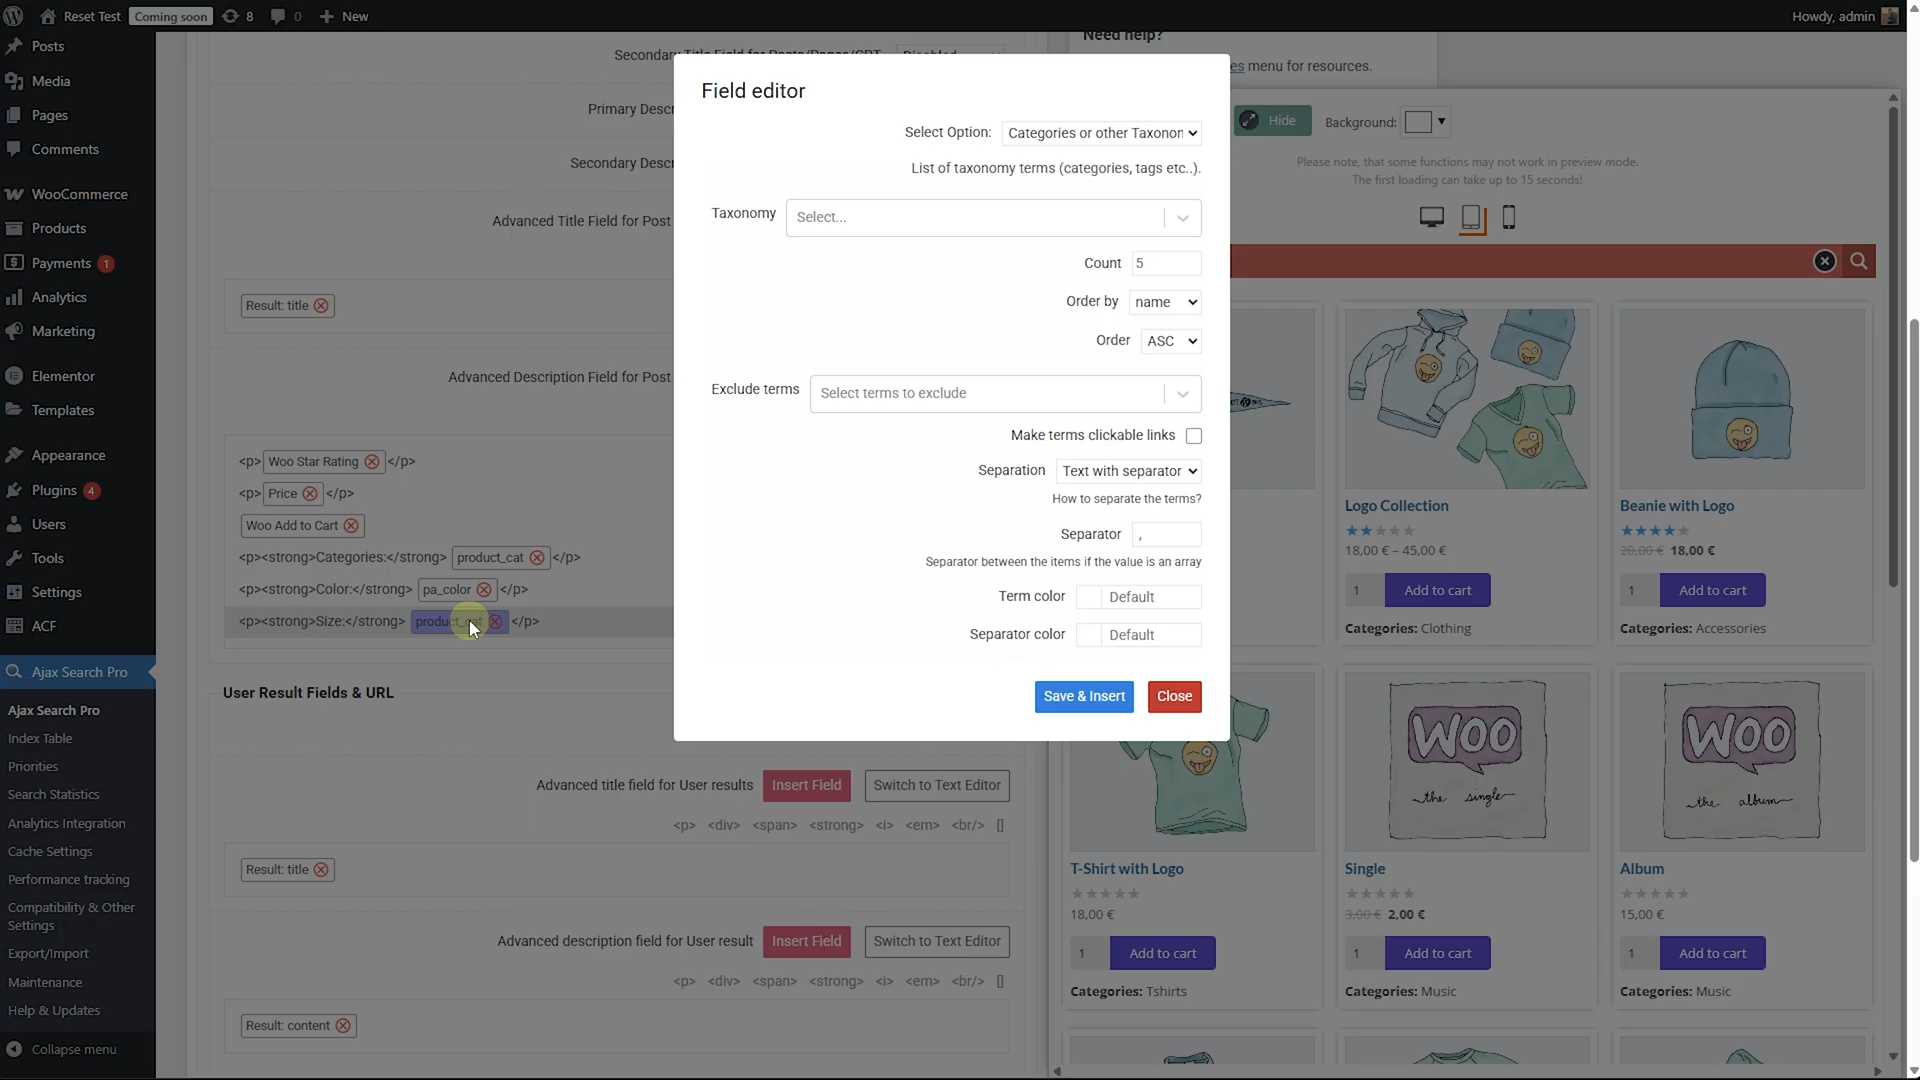 Reset Test
Coming soon
8
0
New
Howdy, admin
Posts
Media
Pages
Comments
WooCommerce
Products
Payments 1
Analytics
Marketing
Elementor
Templates
Appearance
Plugins 4
Users
Tools
Settings
ACF
Ajax Search Pro
Ajax Search Pro
Index Table
Priorities
Search Statistics
Analytics Integration
Cache Settings
Performance tracking
Compatibility & Other
Settings
Export/Import
Maintenance
Help & Updates
Collapse menu
Primary Descr
Secondary Descr
Advanced Title Field for Post
Result: title
Advanced Description Field for Post
<p> Woo Star Rating </p>
<p> Price </p>
Woo Add to Cart
<p><strong>Categories:</strong> product_cat </p>
<p><strong>Color:</strong> pa_color </p>
<p><strong>Size:</strong> product_cat </p>
User Result Fields & URL
Advanced title field for User results Insert Field Switch to Text Editor
<p> <div> <span> <strong> <i> <em> <br/> []
Result: title
Advanced description field for User result Insert Field Switch to Text Editor
<p> <div> <span> <strong> <i> <em> <br/> []
Result: content
Field editor
Select Option: Categories or other Taxonon
List of taxonomy terms (categories, tags etc..).
Taxonomy Select...
Count 5
Order by name
Order ASC
Exclude terms Select terms to exclude
Make terms clickable links
Separation Text with separator
How to separate the terms?
Separator ,
Separator between the items if the value is an array
Term color Default
Separator color Default
Save & Insert Close
Need help?
es menu for resources.
Hide Background:
Please note, that some functions may not work in preview mode.
The first loading can take up to 15 seconds!
Logo Collection
18,00 € – 45,00 €
1 Add to cart
Categories: Clothing
Beanie with Logo
20,00 € 18,00 €
1 Add to cart
Categories: Accessories
T-Shirt with Logo
18,00 €
1 Add to cart
Categories: Tshirts
WOO
the single
Single
3,00 € 2,00 €
1 Add to cart
Categories: Music
WOO
the album
Album
15,00 €
1 Add to cart
Categories: Music